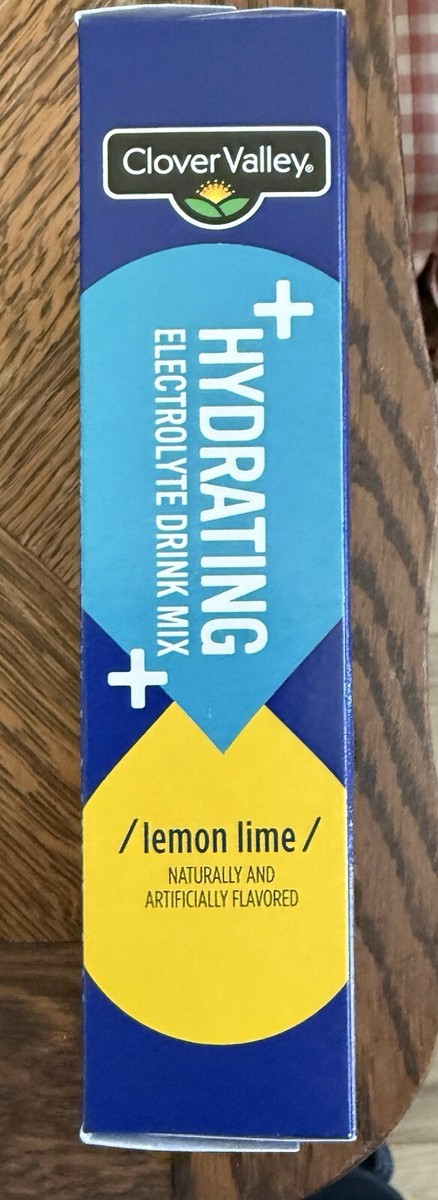 Clover Valley®
+HYDRATING
ELECTROLYTE DRINK MIX+
/lemon lime/
NATURALLY AND
ARTIFICIALLY FLAVORED